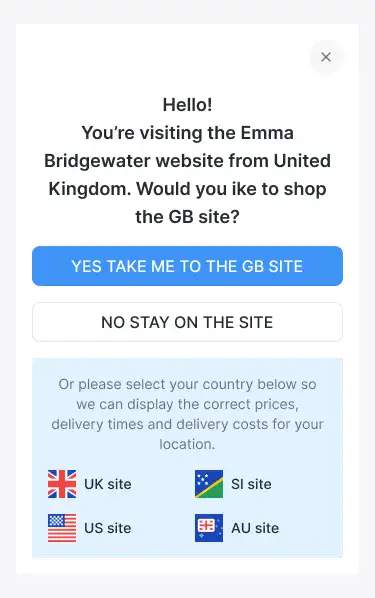 Hello!
You’re visiting the Emma
Bridgewater website from United
Kingdom. Would you ike to shop
the GB site?
YES TAKE ME TO THE GB SITE
NO STAY ON THE SITE
Or please select your country below so
we can display the correct prices,
delivery times and delivery costs for your
location.
UK site
SI site
US site
AU site